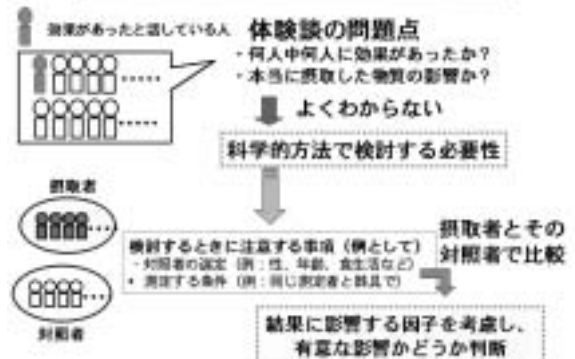 効果があったと話している人
体験談の問題点
・何人中何人に効果があったか？
・本当に摂取した物質の影響か？
よくわからない
科学的方法で検討する必要性
摂取者
検討するときに注意する事項（例として）
・対照者の選定（例：性、年齢、食生活など）
・測定する条件（例：同じ測定者と器具で）
摂取者とその
対照者で比較
対照者
結果に影響する因子を考慮し、
有意な影響かどうか判断